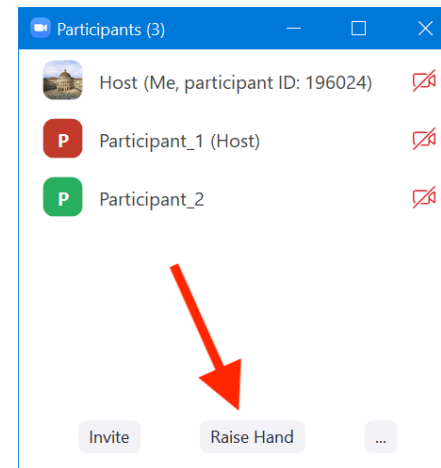 Participants (3)
Host (Me, participant ID: 196024)
P Participant_1 (Host)
P Participant_2
Invite Raise Hand ...